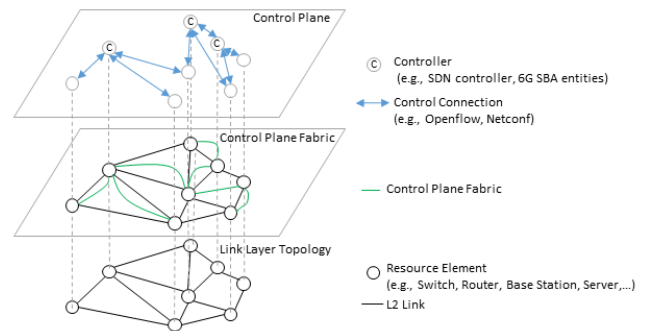 Control Plane
C
C
C
Controller
(e.g., SDN controller, 6G SBA entities)
C
Control Connection
(e.g., Openflow, Netconf)
Control Plane Fabric
Control Plane Fabric
Link Layer Topology
Resource Element
(e.g., Switch, Router, Base Station, Server,...)
L2 Link